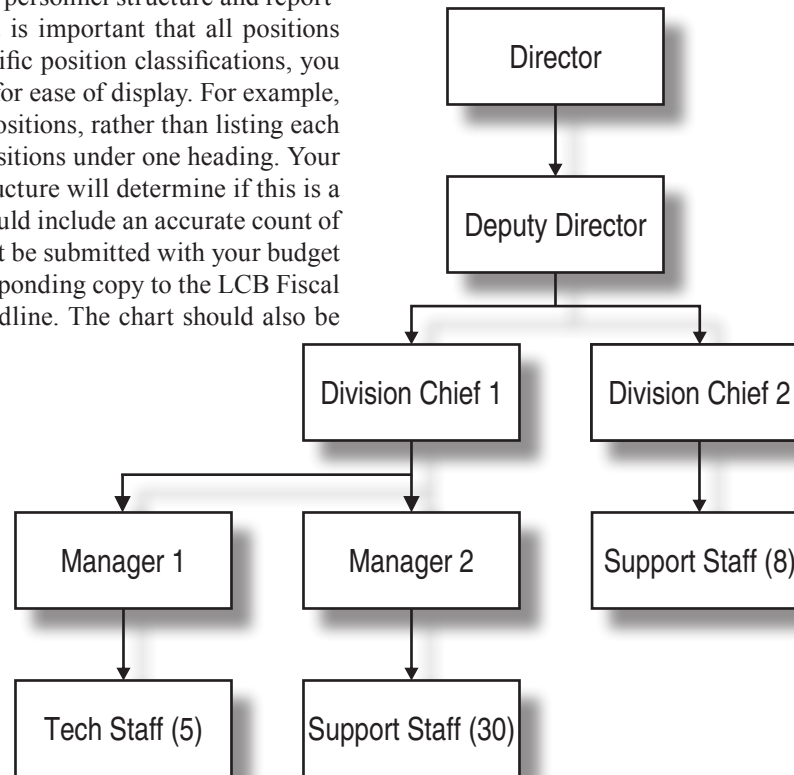 personnel structure and report-
is important that all positions
ific position classifications, you
for ease of display. For example,
ositions, rather than listing each
sitions under one heading. Your
ucture will determine if this is a
uld include an accurate count of
t be submitted with your budget
ponding copy to the LCB Fiscal
dline. The chart should also be
Director
Deputy Director
Division Chief 1
Division Chief 2
Manager 1
Manager 2
Support Staff (8)
Tech Staff (5)
Support Staff (30)